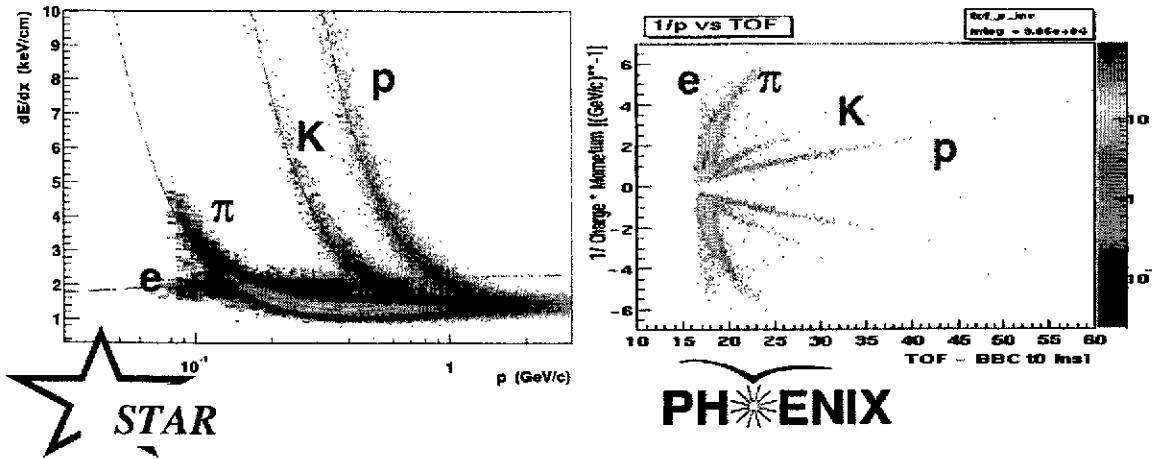 dE/dx (keV/cm)
10
9
8
7
6
5
4
3
2
1
p
K
π
e
10⁻¹
1
p (GeV/c)
STAR
1/p vs TOF
1/ Charge * Momentum [(GeV/c)**-1]
6
4
2
0
-2
-4
-6
e
π
K
p
10
1
10
15
20
25
30
35
40
45
50
55
60
TOF - BBC t0 [ns]
PHENIX